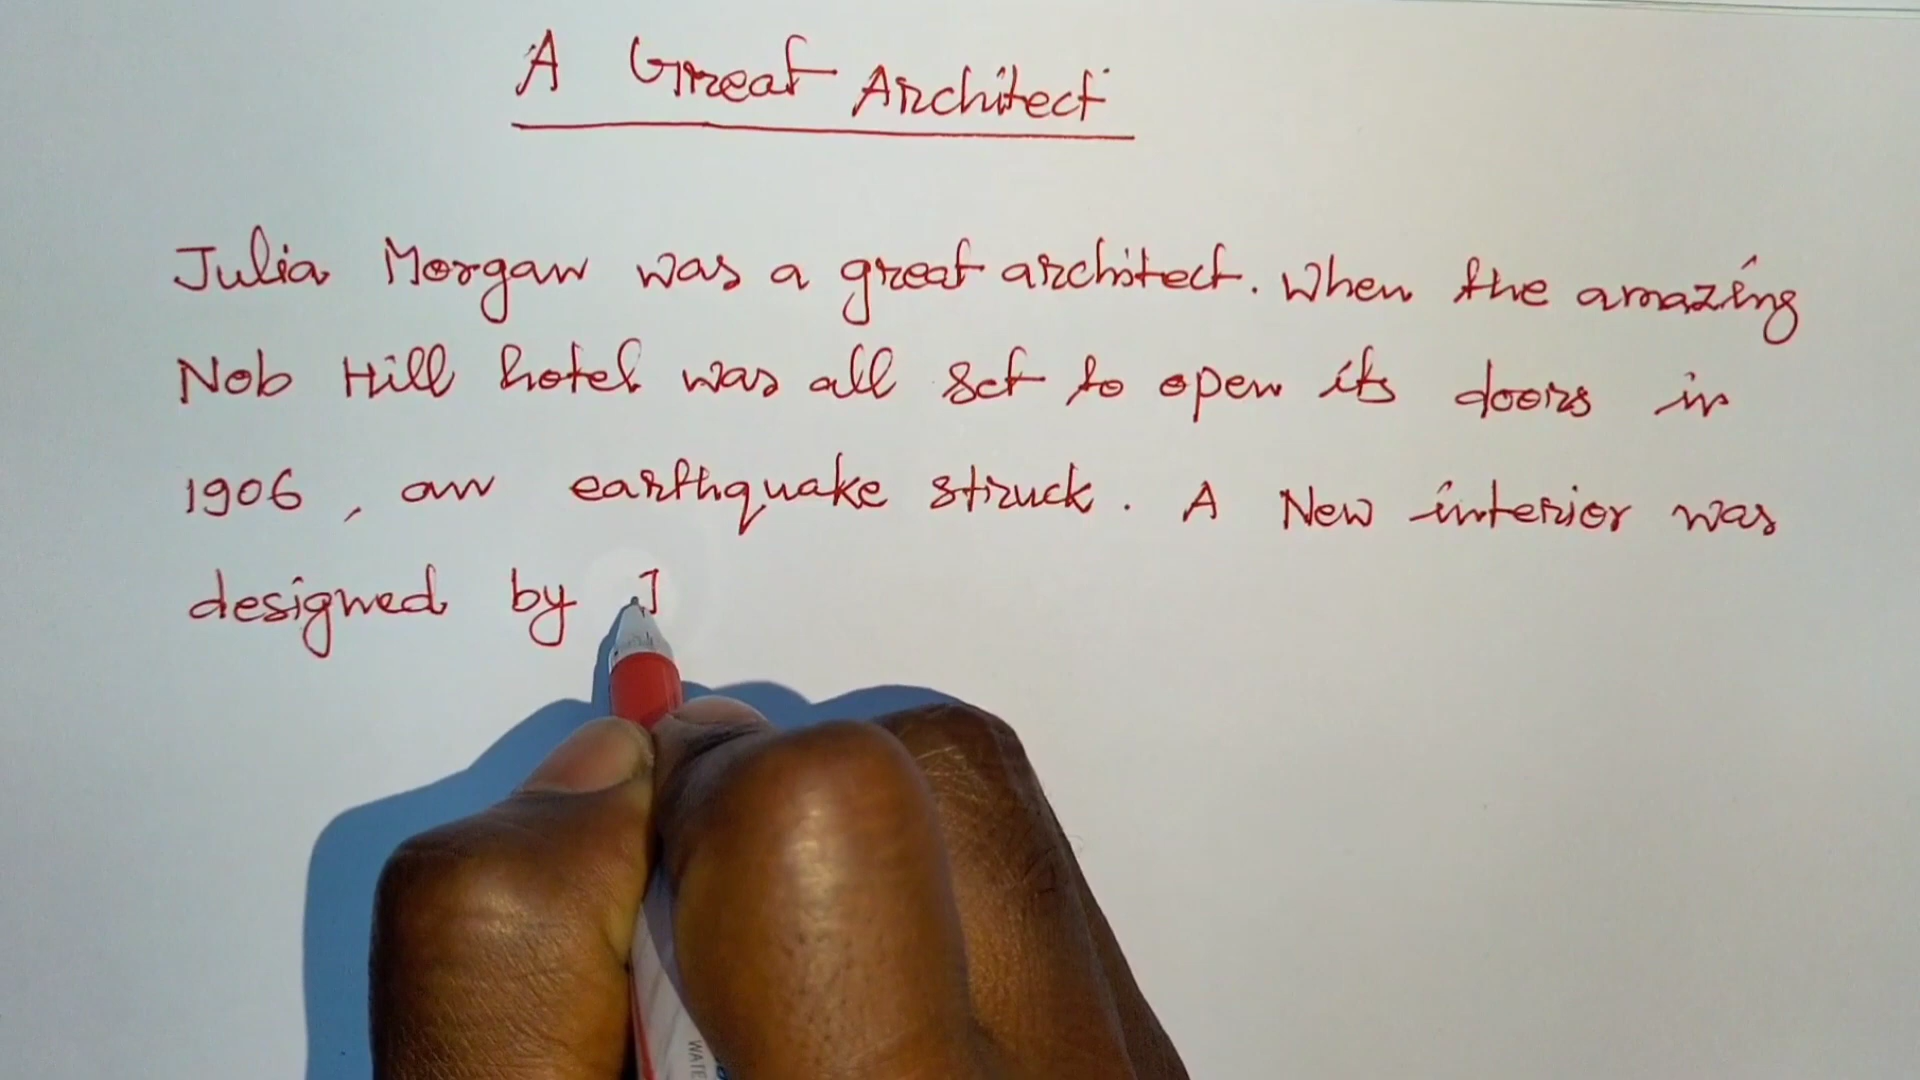 A Great Architect
Julia Morgan was a great architect. When the amazing
Nob Hill hotel was all set to open its doors in
1906, an earthquake struck. A New interior was
designed by J
WATE